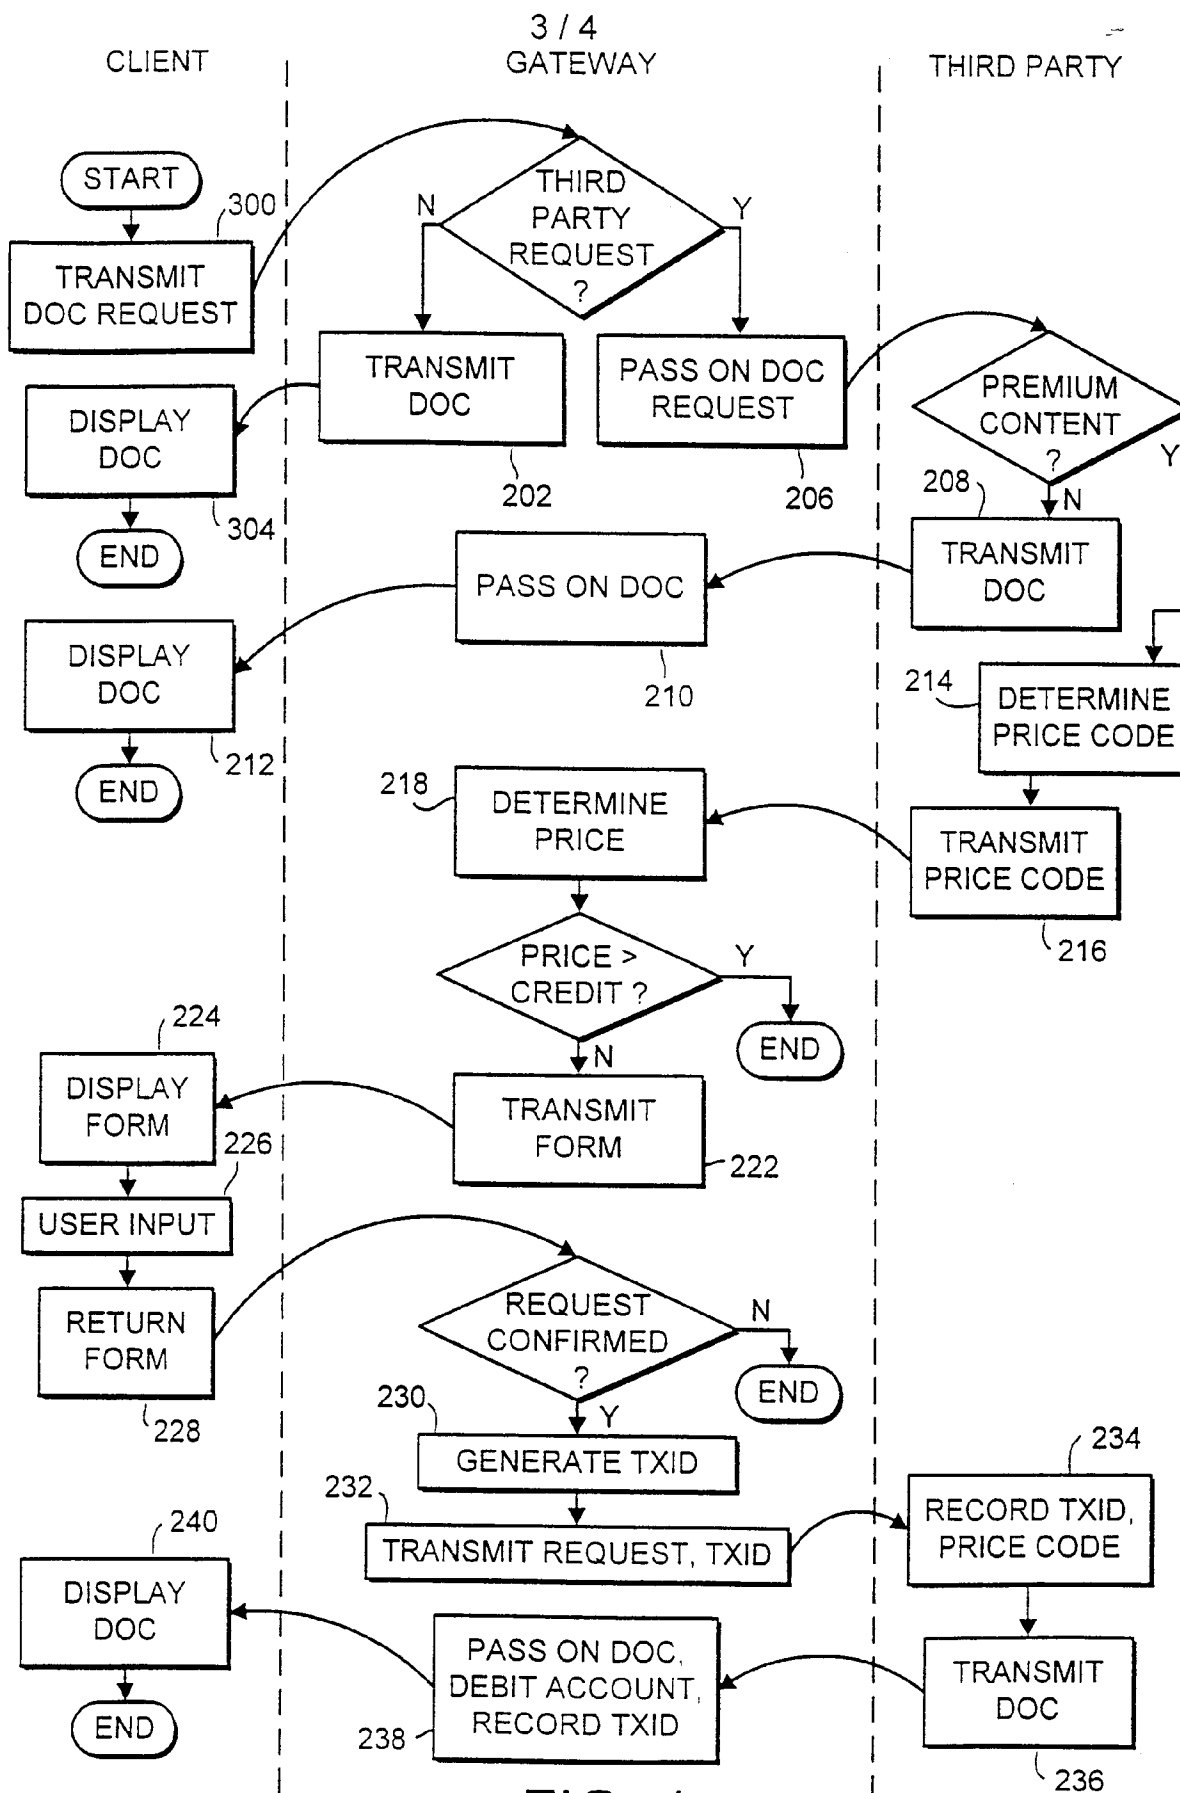 3 / 4
CLIENT
GATEWAY
THIRD PARTY
START
300
TRANSMIT
DOC REQUEST
THIRD
PARTY
REQUEST
?
N
Y
TRANSMIT
DOC
202
PASS ON DOC
REQUEST
206
PREMIUM
CONTENT
?
Y
N
DISPLAY
DOC
304
END
208
TRANSMIT
DOC
PASS ON DOC
210
DISPLAY
DOC
212
END
214
DETERMINE
PRICE CODE
218
DETERMINE
PRICE
TRANSMIT
PRICE CODE
216
PRICE >
CREDIT ?
Y
END
N
224
DISPLAY
FORM
TRANSMIT
FORM
222
226
USER INPUT
RETURN
FORM
228
REQUEST
CONFIRMED
?
N
END
Y
230
GENERATE TXID
232
TRANSMIT REQUEST, TXID
234
RECORD TXID,
PRICE CODE
240
DISPLAY
DOC
END
PASS ON DOC,
DEBIT ACCOUNT,
RECORD TXID
238
TRANSMIT
DOC
236